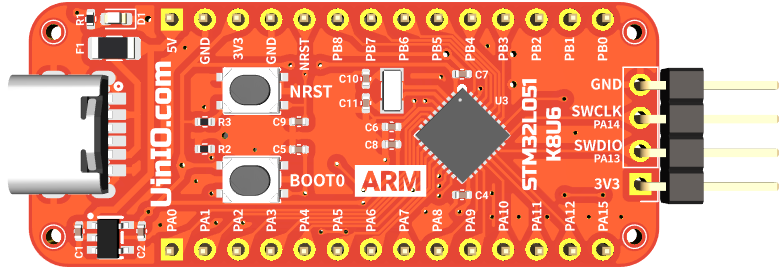 R1
D1
5V
GND
3V3
GND
NRST
PB8
PB7
PB6
PB5
PB4
PB3
PB2
PB1
PB0
F1
UinIO.com
NRST
R3
C9
R2
C5
BOOT0
C10
C11
C6
C8
C7
U3
ARM
C4
STM32L051
K8U6
GND
SWCLK
PA14
SWDIO
PA13
3V3
C1
C2
PA0
PA1
PA2
PA3
PA4
PA5
PA6
PA7
PA8
PA9
PA10
PA11
PA12
PA15